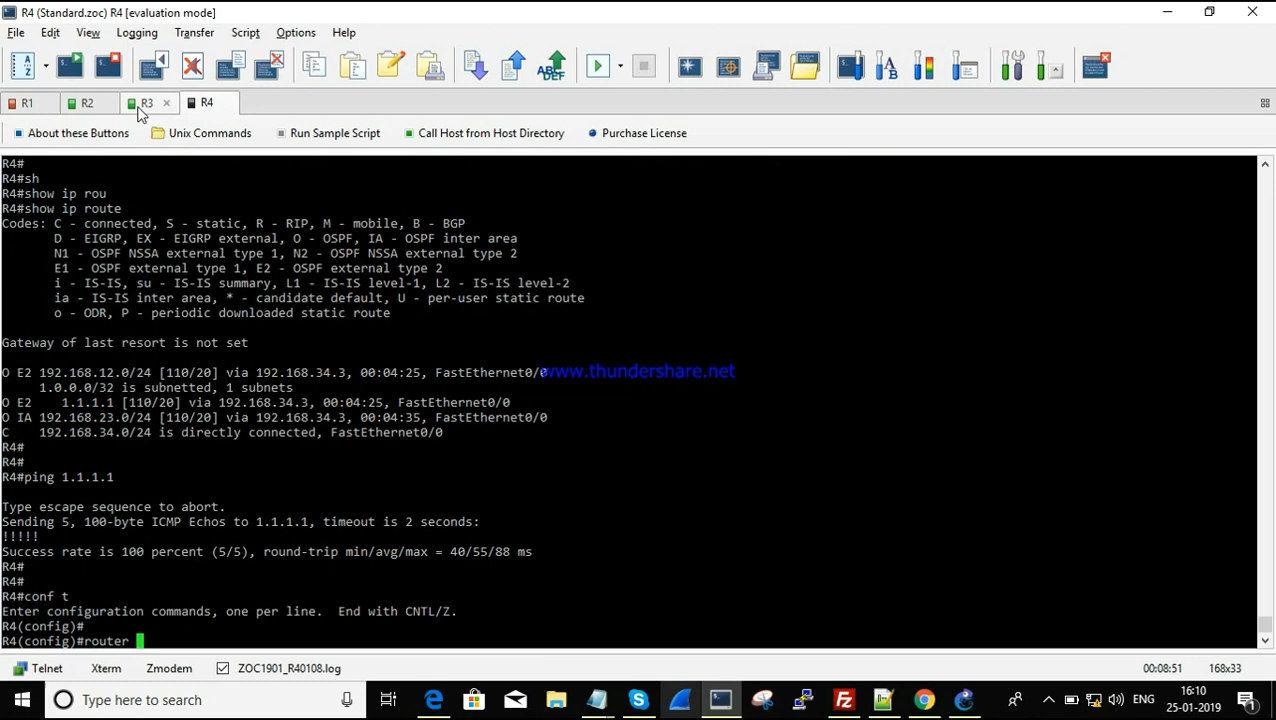 R4 (Standard.zoc) R4 [evaluation mode]
File Edit View Logging Transfer Script Options Help
R1 R2 R3 R4
About these Buttons Unix Commands Run Sample Script Call Host from Host Directory Purchase License
R4#
R4#sh
R4#show ip rou
R4#show ip route
Codes: C - connected, S - static, R - RIP, M - mobile, B - BGP
D - EIGRP, EX - EIGRP external, O - OSPF, IA - OSPF inter area
N1 - OSPF NSSA external type 1, N2 - OSPF NSSA external type 2
E1 - OSPF external type 1, E2 - OSPF external type 2
i - IS-IS, su - IS-IS summary, L1 - IS-IS level-1, L2 - IS-IS level-2
ia - IS-IS inter area, * - candidate default, U - per-user static route
o - ODR, P - periodic downloaded static route
Gateway of last resort is not set
O E2 192.168.12.0/24 [110/20] via 192.168.34.3, 00:04:25, FastEthernet0/0
www.thundershare.net
1.0.0.0/32 is subnetted, 1 subnets
O E2 1.1.1.1 [110/20] via 192.168.34.3, 00:04:25, FastEthernet0/0
O IA 192.168.23.0/24 [110/20] via 192.168.34.3, 00:04:35, FastEthernet0/0
C 192.168.34.0/24 is directly connected, FastEthernet0/0
R4#
R4#
R4#ping 1.1.1.1
Type escape sequence to abort.
Sending 5, 100-byte ICMP Echos to 1.1.1.1, timeout is 2 seconds:
!!!!!
Success rate is 100 percent (5/5), round-trip min/avg/max = 40/55/88 ms
R4#
R4#
R4#conf t
Enter configuration commands, one per line. End with CNTL/Z.
R4(config)#
R4(config)#router
Telnet Xterm Zmodem ZOC1901_R40108.log 00:08:51 168x33
Type here to search ENG 16:10
25-01-2019